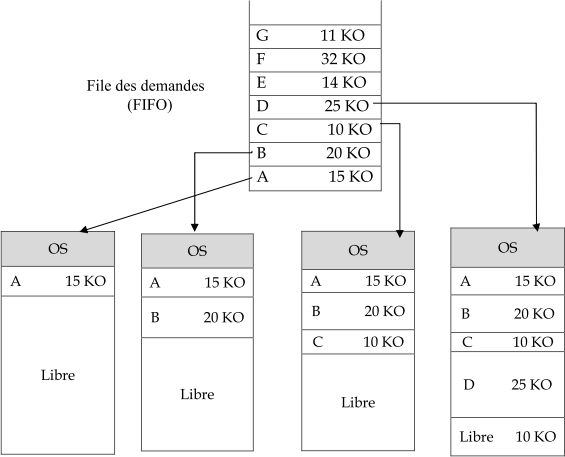 G 11 KO
F 32 KO
File des demandes
(FIFO)
E 14 KO
D 25 KO
C 10 KO
B 20 KO
A 15 KO
OS
A 15 KO
Libre
OS
A 15 KO
B 20 KO
Libre
OS
A 15 KO
B 20 KO
C 10 KO
Libre
OS
A 15 KO
B 20 KO
C 10 KO
D 25 KO
Libre 10 KO